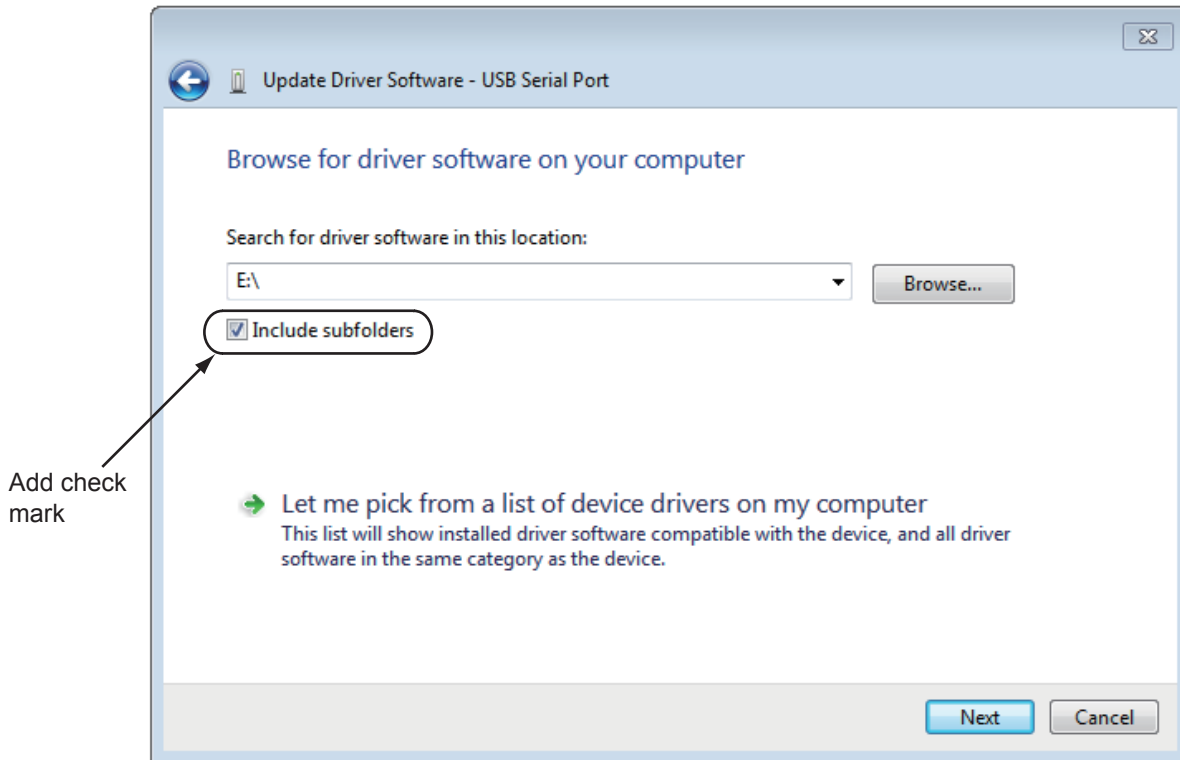 Update Driver Software - USB Serial Port
Browse for driver software on your computer
Search for driver software in this location:
E:\
Browse...
Include subfolders
Add check
mark
Let me pick from a list of device drivers on my computer
This list will show installed driver software compatible with the device, and all driver
software in the same category as the device.
Next
Cancel